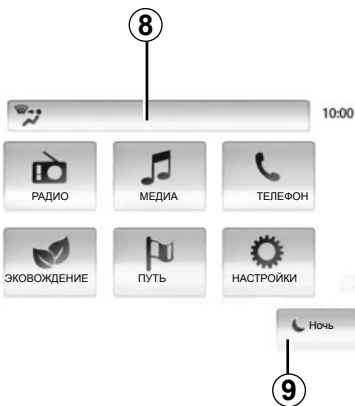 8
10:00
РАДИО МЕДИА ТЕЛЕФОН
ЭКОВОЖДЕНИЕ ПУТЬ НАСТРОЙКИ
Ночь
9